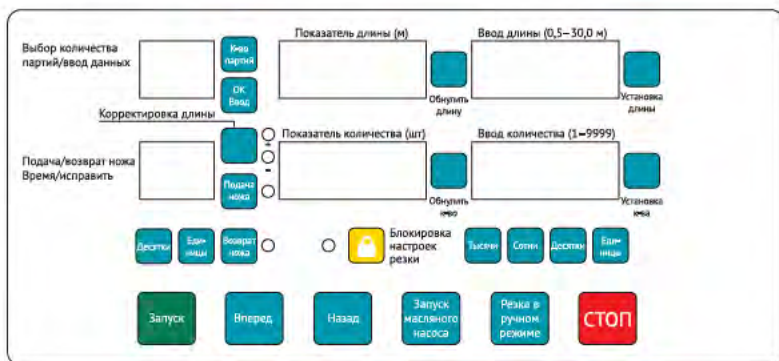 Выбор количества
партий/ввод данных
К-во
партий
ОК
Ввод
Показатель длины (м)
Обнулить
длину
Ввод длины (0,5–30,0 м)
Установка
длины
Корректировка длины
+
-
Подача/возврат ножа
Время/исправить
Подача
ножа
Показатель количества (шт)
Обнулить
к-во
Ввод количества (1–9999)
Установка
к-ва
Десятки
Еди-
ницы
Возврат
ножа
Блокировка
настроек
резки
Тысячи
Сотни
Десятки
Еди-
ницы
Запуск
Вперед
Назад
Запуск
масляного
насоса
Резка в
ручном
режиме
СТОП